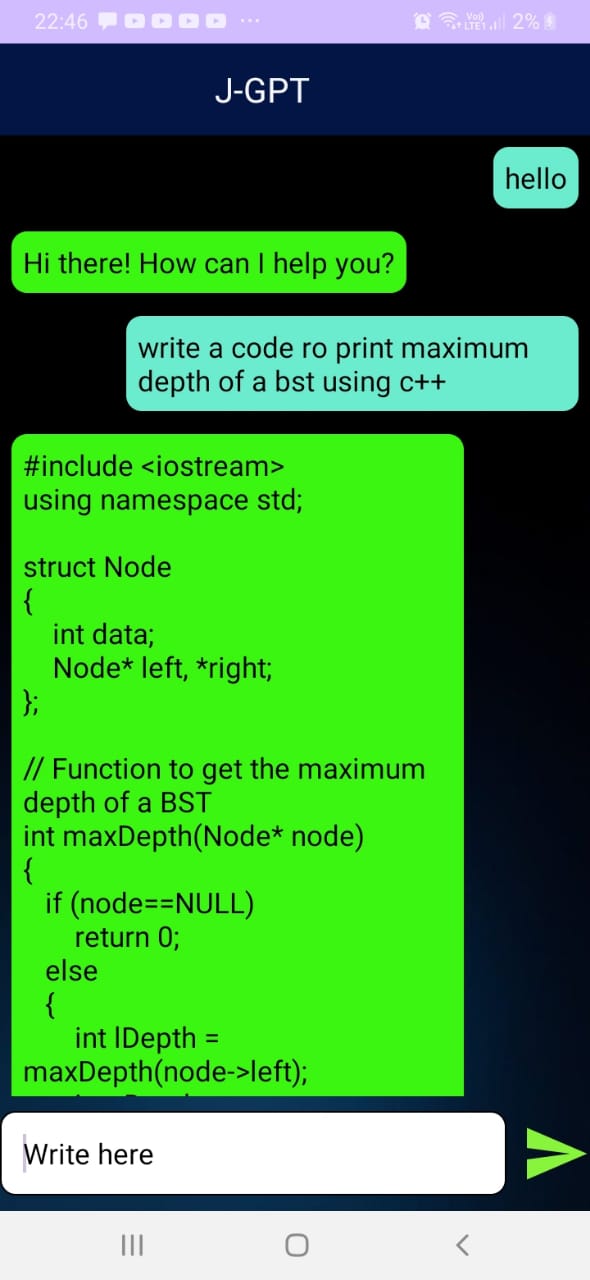 22:46
Vo)) LTE1 2%
J-GPT
hello
Hi there! How can I help you?
write a code ro print maximum
depth of a bst using c++
#include <iostream>
using namespace std;
struct Node
{
int data;
Node* left, *right;
};
// Function to get the maximum
depth of a BST
int maxDepth(Node* node)
{
if (node==NULL)
return 0;
else
{
int lDepth =
maxDepth(node->left);
Write here